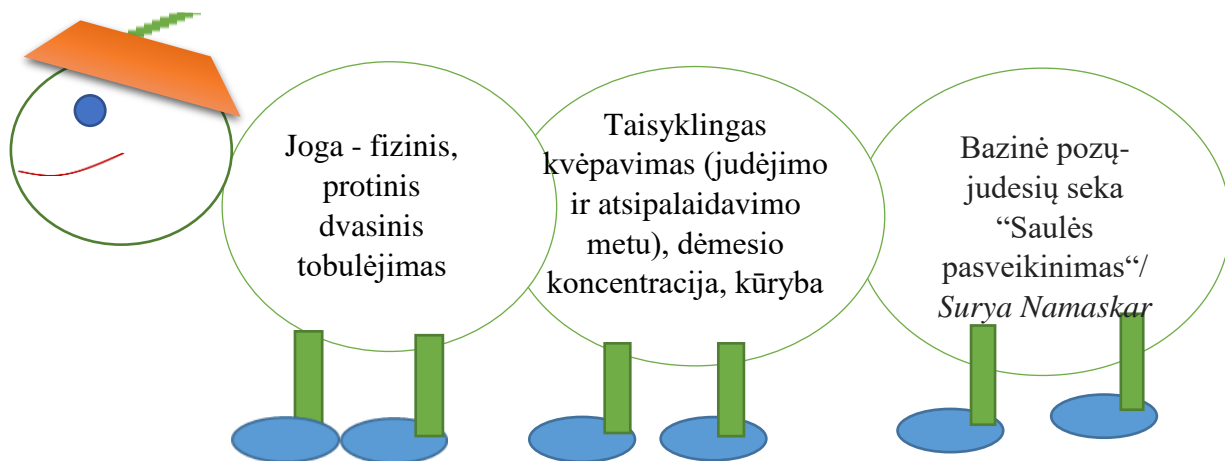 Joga - fizinis,
protinis
dvasinis
tobulėjimas
Taisyklingas
kvėpavimas (judėjimo
ir atsipalaidavimo
metu), dėmesio
koncentracija, kūryba
Bazinė pozų-
judesių seka
“Saulės
pasveikinimas“/
Surya Namaskar